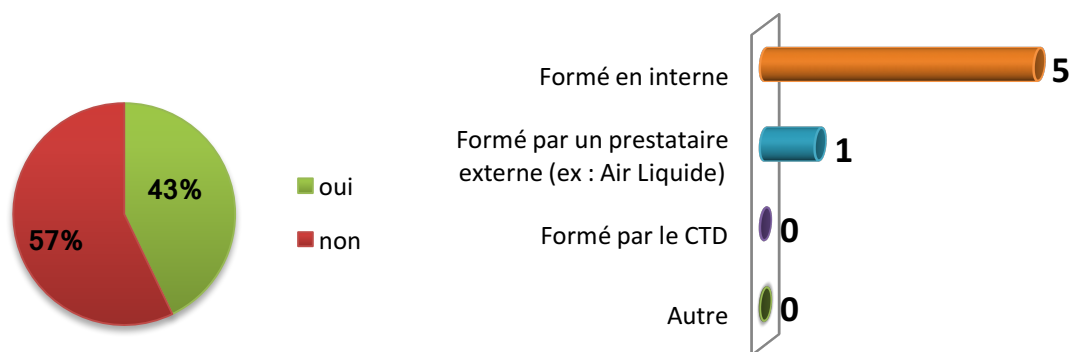 43%
57%
oui
non
Formé en interne
5
Formé par un prestataire
externe (ex : Air Liquide)
1
Formé par le CTD
0
Autre
0